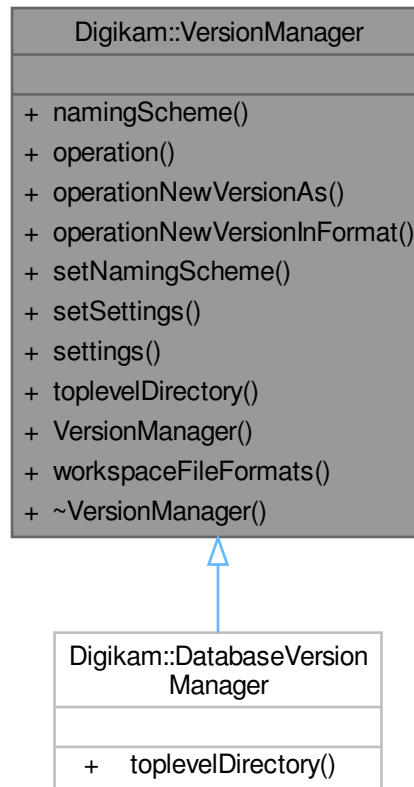 Digikam::VersionManager
+ namingScheme()
+ operation()
+ operationNewVersionAs()
+ operationNewVersionInFormat()
+ setNamingScheme()
+ setSettings()
+ settings()
+ toplevelDirectory()
+ VersionManager()
+ workspaceFileFormats()
+ ~VersionManager()
Digikam::DatabaseVersion
Manager
+ toplevelDirectory()